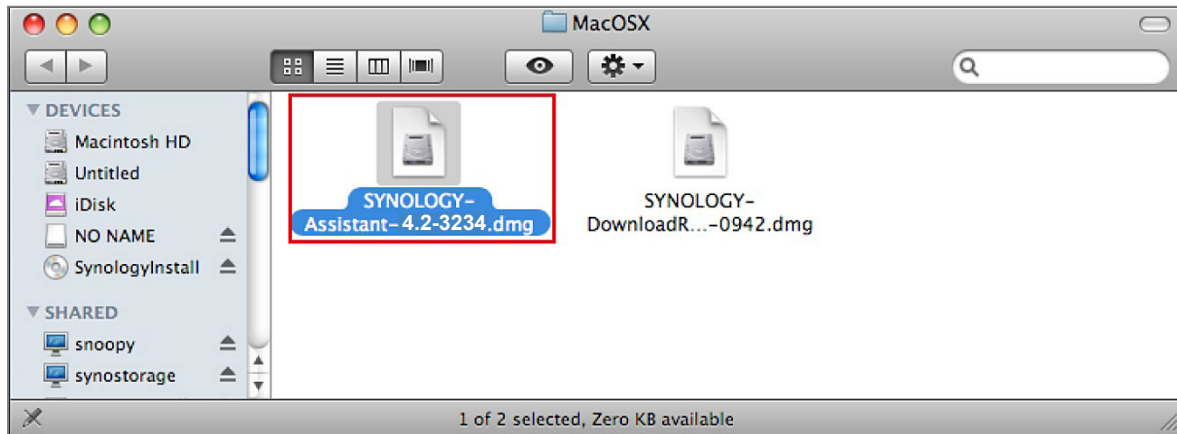 MacOSX
DEVICES
Macintosh HD
Untitled
iDisk
NO NAME
SynologyInstall
SHARED
snoopy
synostorage
SYNOLOGY-
Assistant-4.2-3234.dmg
SYNOLOGY-
DownloadR...-0942.dmg
1 of 2 selected, Zero KB available